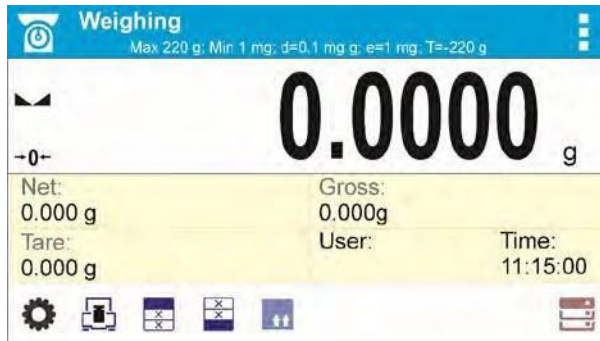 Weighing
Max 220 g; Min 1 mg; d=0.1 mg g; e=1 mg; T=-220 g
0.0000 g
→0←
Net:
0.000 g
Gross:
0.000g
Tare:
0.000 g
User:
Time:
11:15:00